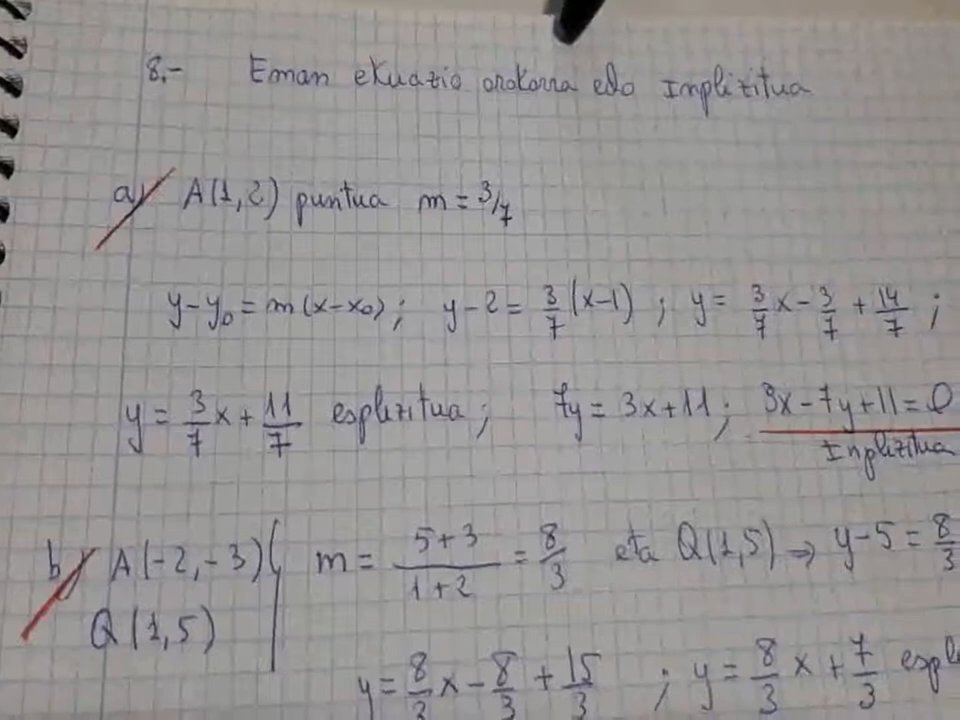 8.- Eman ekuazio orokorra edo Inplizitua
a) A(1,2) puntua m = 3/7
y-y₀ = m(x-x₀); y-2 = 3/7 (x-1) ; y = 3/7 x - 3/7 + 14/7 ;
y = 3/7 x + 11/7 esplizitua; 7y = 3x+11; 3x-7y+11=0
Inplizitua
b) A(-2,-3) m = 5+3/1+2 = 8/3 eta Q(1,5) ⇒ y-5 = 8/3
Q(1,5)
y = 8/3 x - 8/3 + 15/3 ; y = 8/3 x + 7/3 espl